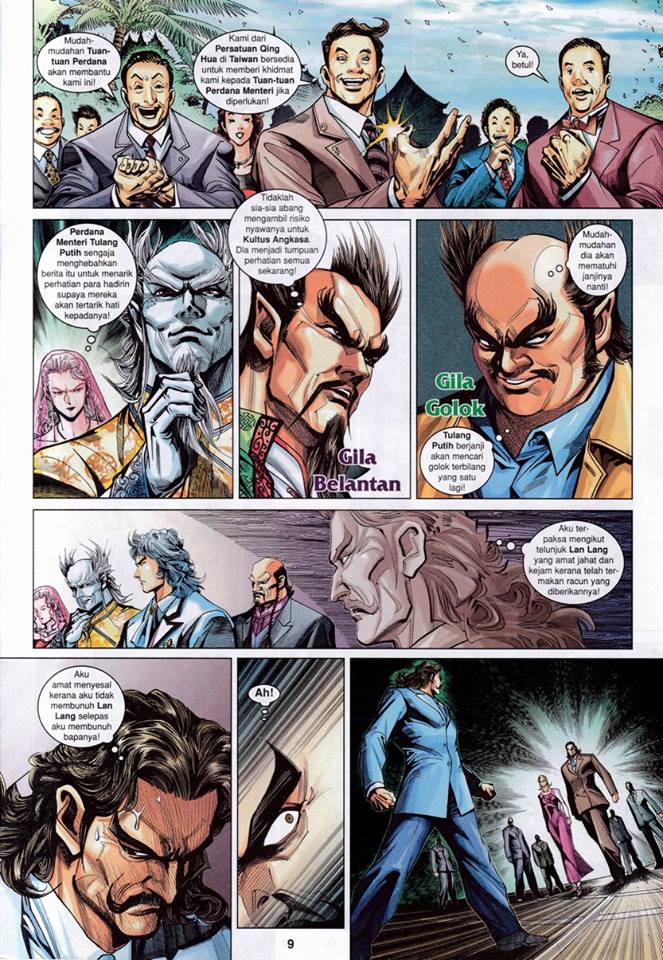 Mudah-
mudahan Tuan-
tuan Perdana
akan membantu
kami ini!
Kami dari
Persatuan Qing
Hua di Taiwan bersedia
untuk memberi khidmat
kami kepada Tuan-tuan
Perdana Menteri jika
diperlukan!
Ya,
betul!
Perdana
Menteri Tulang
Putih sengaja
menghebahkan
berita itu untuk menarik
perhatian para hadirin
supaya mereka
akan tertarik hati
kepadanya!
Tidaklah
sia-sia abang
mengambil risiko
nyawanya untuk
Kultus Angkasa.
Dia menjadi tumpuan
perhatian semua
sekarang!
Gila
Belantan
Mudah-
mudahan
dia akan
mematuhi
janjinya
nanti!
Gila
Golok
Tulang
Putih berjanji
akan mencari
golok terbilang
yang satu
lagi!
Aku ter-
paksa mengikut
telunjuk Lan Lang
yang amat jahat dan
kejam kerana telah ter-
makan racun yang
diberikannya!
Aku
amat menyesal
kerana aku tidak
membunuh Lan
Lang selepas
aku membunuh
bapanya!
Ah!
9